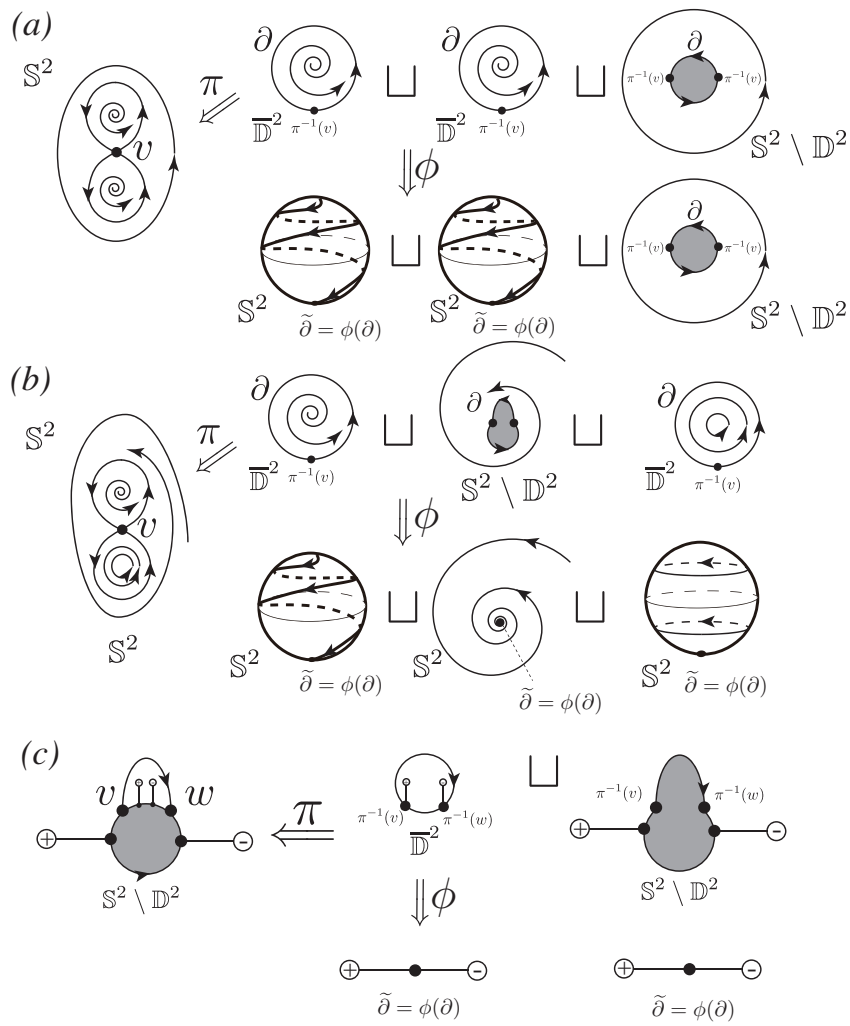 (a)
𝕊² π ∂ ⊔ ∂ ⊔ ∂
π⁻¹(v) π⁻¹(v)
v 𝔻̅² π⁻¹(v) 𝔻̅² π⁻¹(v) 𝕊² \ 𝔻²
⇓ϕ
∂
⊔ ⊔ π⁻¹(v) π⁻¹(v)
𝕊² ∂̃ = ϕ(∂) 𝕊² ∂̃ = ϕ(∂) 𝕊² \ 𝔻²
(b)
𝕊² π ∂ ⊔ ∂ ⊔ ∂
v 𝔻̅² π⁻¹(v) 𝕊² \ 𝔻² 𝔻̅² π⁻¹(v)
⇓ϕ
⊔ ⊔
𝕊² 𝕊² 𝕊² 𝕊²
∂̃ = ϕ(∂) ∂̃ = ϕ(∂) ∂̃ = ϕ(∂)
(c)
v w π ⊔
π⁻¹(v) π⁻¹(w) π⁻¹(v) π⁻¹(w)
+ - 𝔻̅² + -
𝕊² \ 𝔻² 𝕊² \ 𝔻²
⇓ϕ
+ - + -
∂̃ = ϕ(∂) ∂̃ = ϕ(∂)